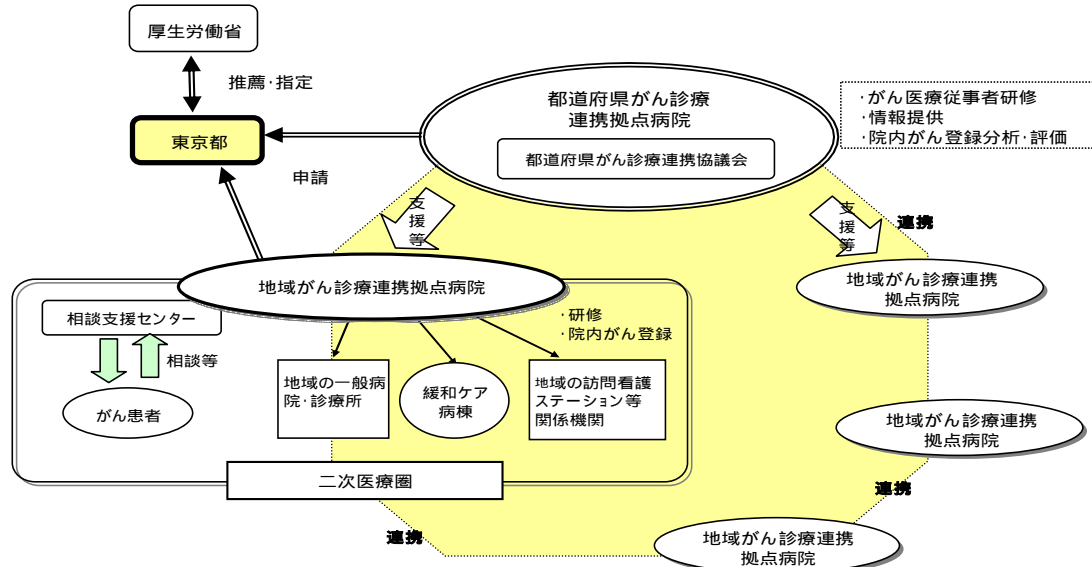 厚生労働省
推薦・指定
東京都
申請
都道府県がん診療
連携拠点病院
都道府県がん診療連携協議会
・がん医療従事者研修
・情報提供
・院内がん登録分析・評価
支援等
支援等
連携
地域がん診療連携拠点病院
地域がん診療連携
拠点病院
相談支援センター
・研修
・院内がん登録
相談等
がん患者
地域の一般病
院・診療所
緩和ケア
病棟
地域の訪問看護
ステーション等
関係機関
地域がん診療連携
拠点病院
二次医療圏
連携
連携
地域がん診療連携
拠点病院